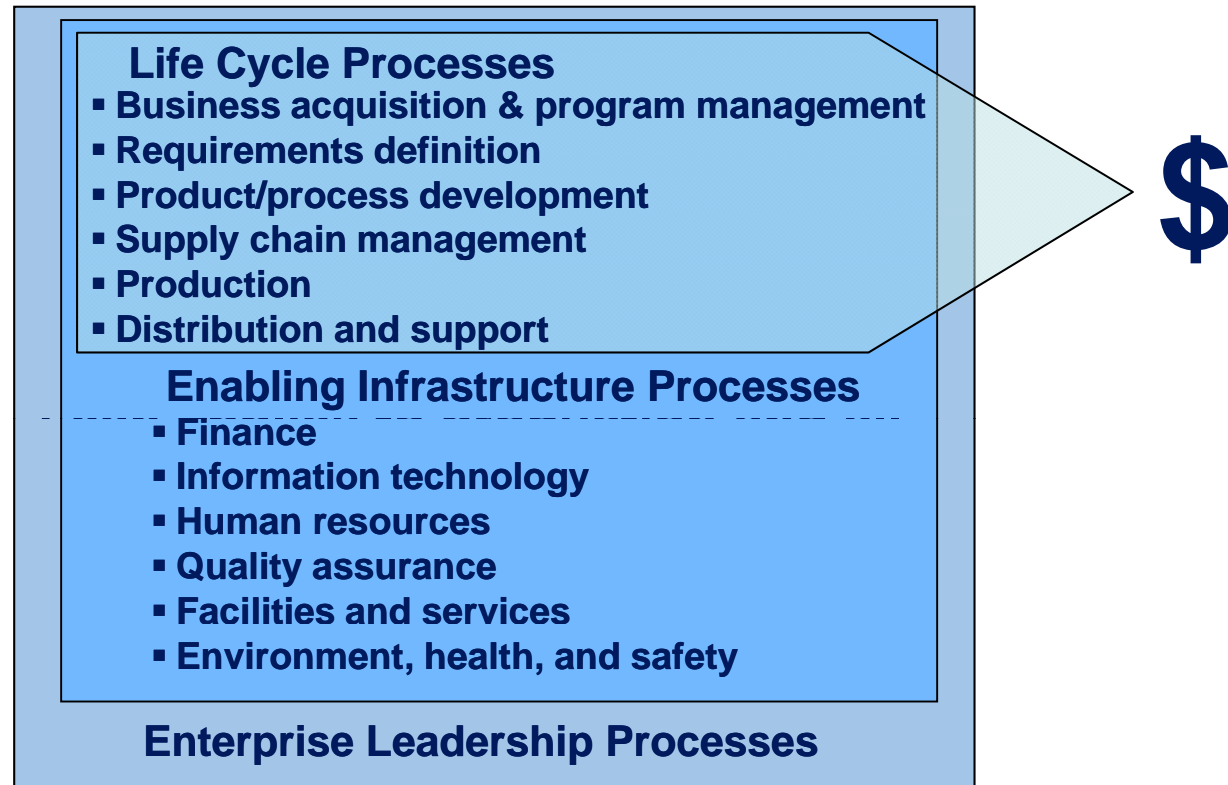 Life Cycle Processes
▪ Business acquisition & program management
▪ Requirements definition
▪ Product/process development
▪ Supply chain management
▪ Production
▪ Distribution and support
$
Enabling Infrastructure Processes
▪ Finance
▪ Information technology
▪ Human resources
▪ Quality assurance
▪ Facilities and services
▪ Environment, health, and safety
Enterprise Leadership Processes